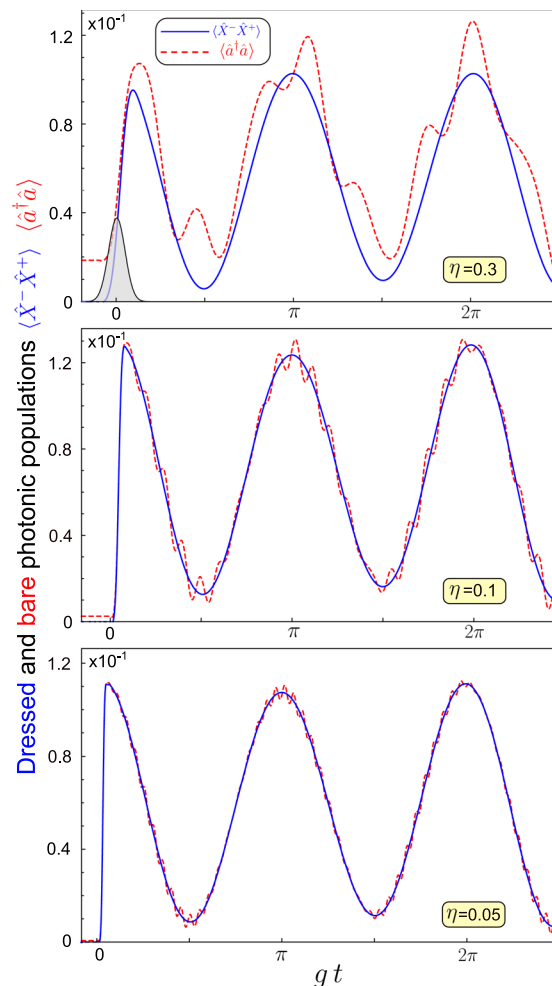 Dressed and bare photonic populations ⟨X̂⁻X̂⁺⟩ ⟨â†â⟩
x10⁻¹
1.2
0.8
0.4
0
⟨X̂⁻X̂⁺⟩
⟨â†â⟩
η=0.3
0 π 2π
x10⁻¹
1.2
0.8
0.4
0
η=0.1
0 π 2π
x10⁻¹
1.2
0.8
0.4
0
η=0.05
0 π 2π
g t